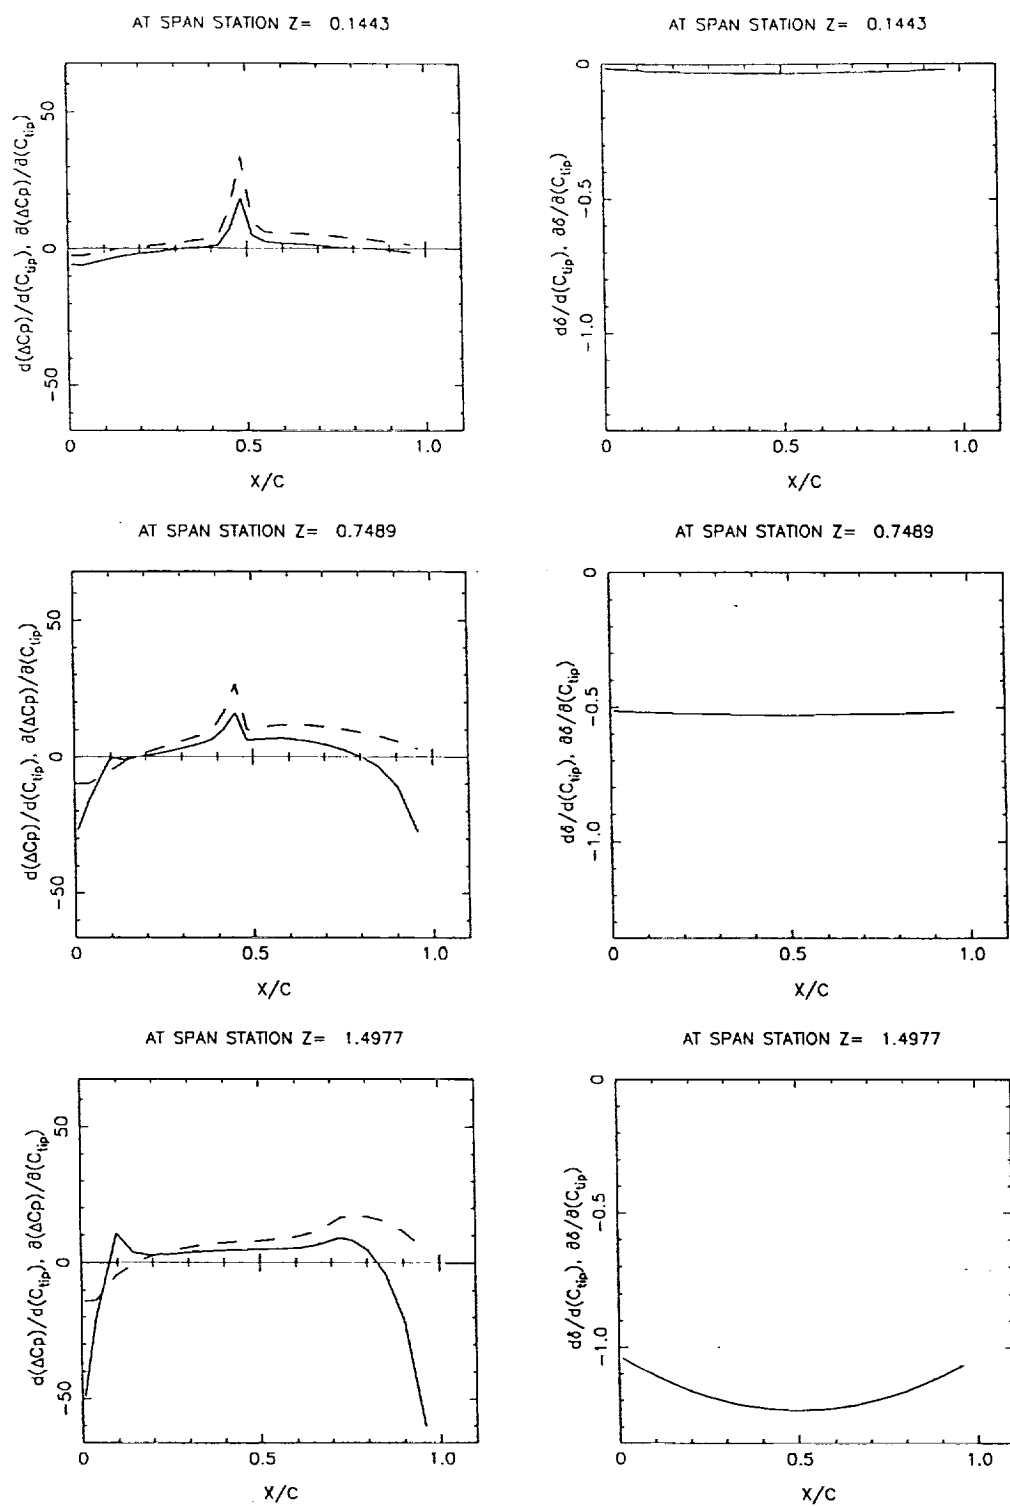 AT SPAN STATION Z= 0.1443
d(ΔCp)/d(C_tip), ∂(ΔCp)/∂(C_tip)
50
0
-50
0 0.5 1.0
X/C
AT SPAN STATION Z= 0.1443
dδ/d(C_tip), ∂δ/∂(C_tip)
0
-0.5
-1.0
0 0.5 1.0
X/C
AT SPAN STATION Z= 0.7489
d(ΔCp)/d(C_tip), ∂(ΔCp)/∂(C_tip)
50
0
-50
0 0.5 1.0
X/C
AT SPAN STATION Z= 0.7489
dδ/d(C_tip), ∂δ/∂(C_tip)
0
-0.5
-1.0
0 0.5 1.0
X/C
AT SPAN STATION Z= 1.4977
d(ΔCp)/d(C_tip), ∂(ΔCp)/∂(C_tip)
50
0
-50
0 0.5 1.0
X/C
AT SPAN STATION Z= 1.4977
dδ/d(C_tip), ∂δ/∂(C_tip)
0
-0.5
-1.0
0 0.5 1.0
X/C